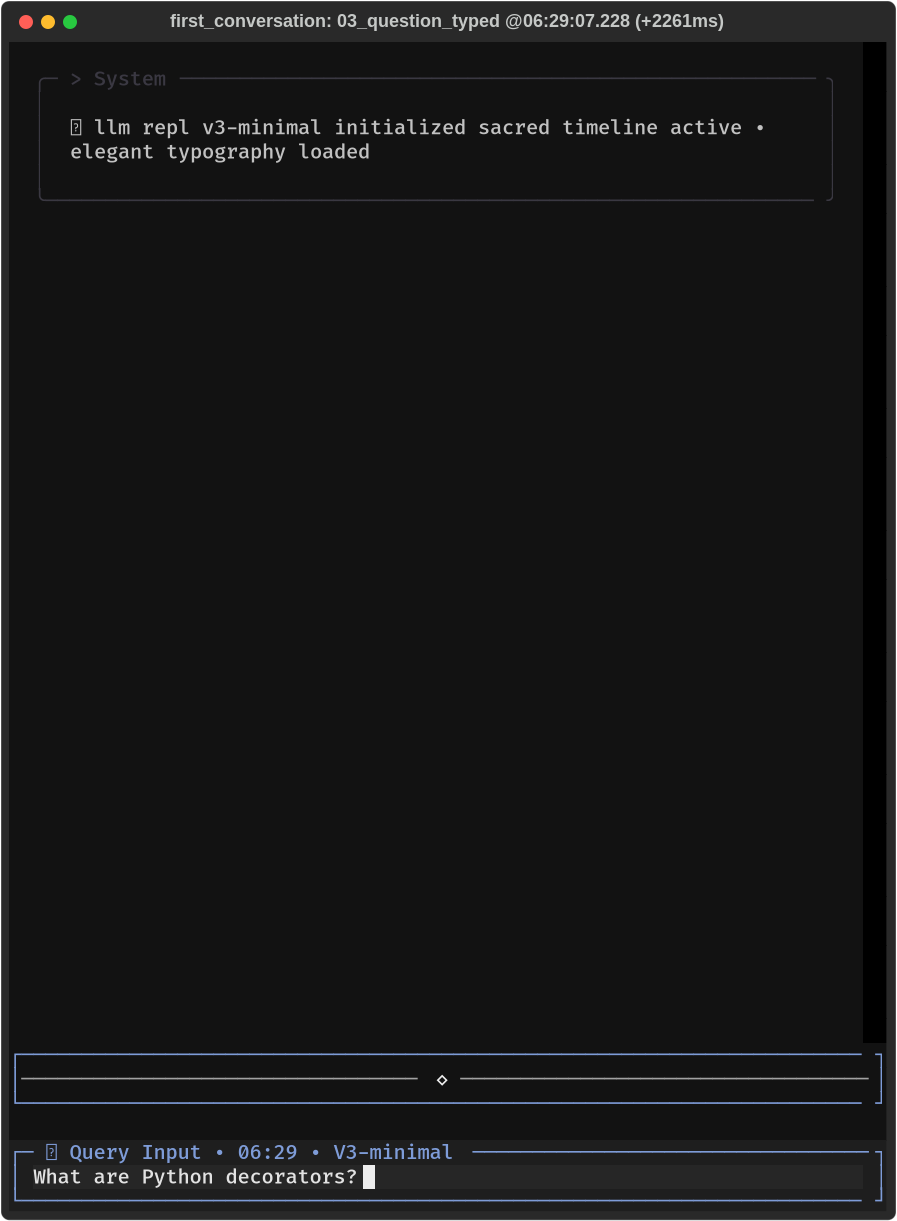 first_conversation: 03_question_typed @06:29:07.228 (+2261ms)
> System
llm repl v3-minimal initialized sacred timeline active •
elegant typography loaded
Query Input • 06:29 • V3-minimal
What are Python decorators?